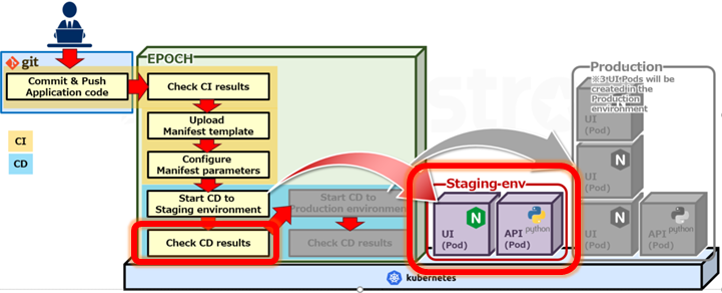 git
Commit & Push
Application code
CI
CD
EPOCH
Check CI results
Upload
Manifest template
Configure
Manifest parameters
Start CD to
Staging environment
Check CD results
Start CD to
Production environment
Check CD results
Staging-env
UI
(Pod)
API
(Pod)
python
Production
※3 UI Pods will be
created in the
Production
environment
UI
(Pod)
UI
(Pod)
UI
(Pod)
API
(Pod)
python
kubernetes